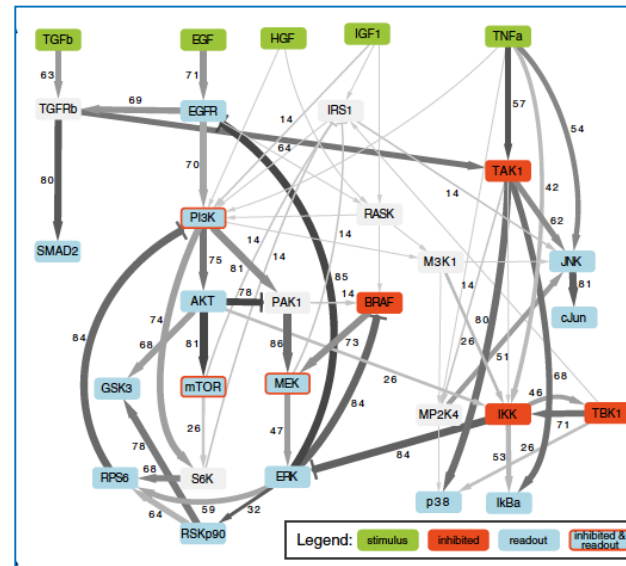 TGFb EGF HGF IGF1 TNFa
63 71 57 54
TGFRb 69 EGFR 14 IRS1
64
80 70 14 42 TAK1
62
SMAD2 PI3K RASK M3K1 JNK
75 81 14 14 85 14 81
AKT 78 PAK1 14 BRAF cJun
74 68 81 86 73 80 26 51 68
84 GSK3 mTOR MEK 84 26 MP2K4 IKK 46 TBK1
71
78 26 47 84 53 26
RPS6 68 S6K ERK p38 IkBa
64 59 32
RSKp90
Legend: stimulus inhibited readout inhibited & readout